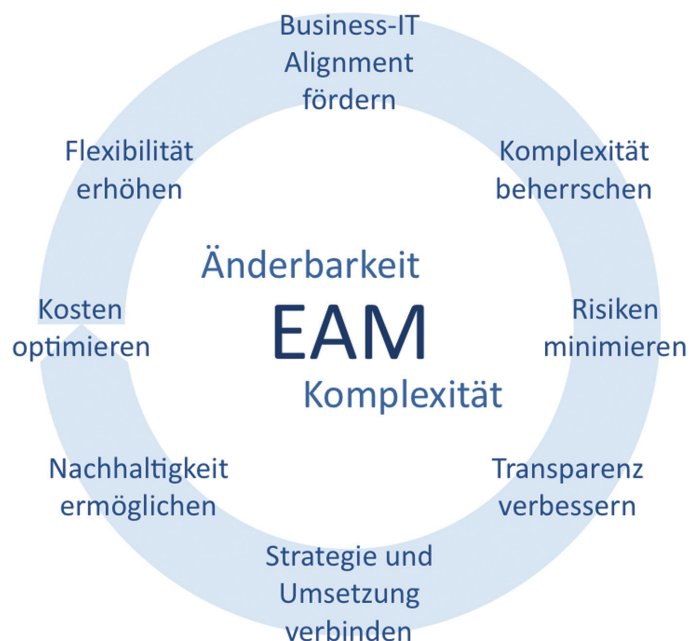 Business-IT
Alignment
fördern
Komplexität
beherrschen
Risiken
minimieren
Transparenz
verbessern
Strategie und
Umsetzung
verbinden
Nachhaltigkeit
ermöglichen
Kosten
optimieren
Flexibilität
erhöhen
Änderbarkeit
EAM
Komplexität